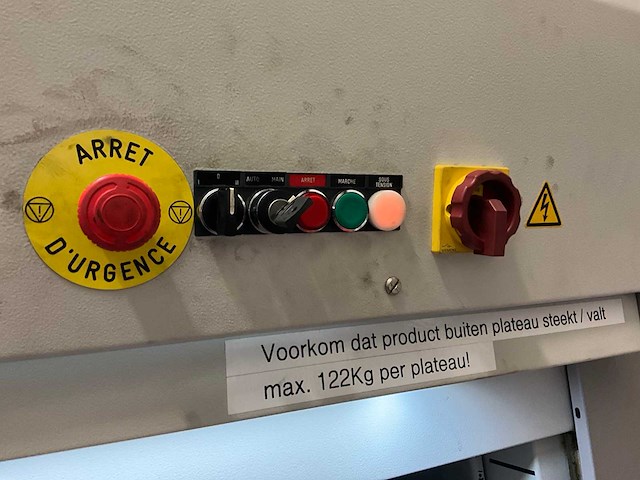 ARRET
D'URGENCE
O
I II
AUTO MAIN
ARRET
MARCHE
SOUS
TENSION
Voorkom dat product buiten plateau steekt / valt
max. 122Kg per plateau!